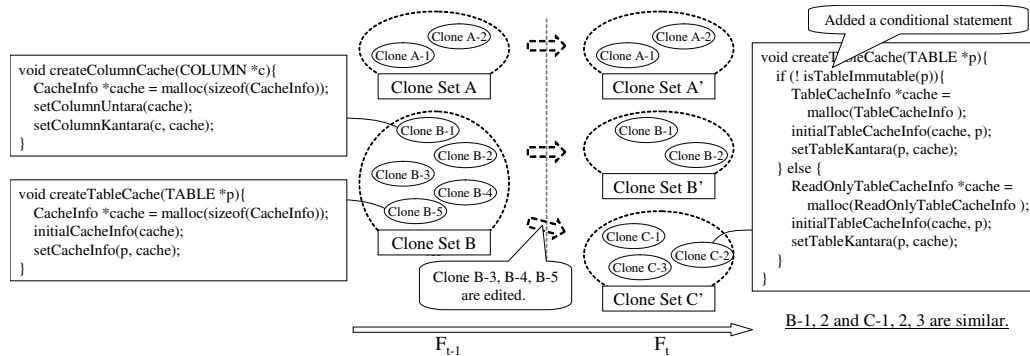 void createColumnCache(COLUMN *c){
CacheInfo *cache = malloc(sizeof(CacheInfo));
setColumnUntara(cache);
setColumnKantara(c, cache);
}
void createTableCache(TABLE *p){
CacheInfo *cache = malloc(sizeof(CacheInfo));
initialCacheInfo(cache);
setCacheInfo(p, cache);
}
Clone A-2
Clone A-1
Clone Set A
Clone B-1
Clone B-2
Clone B-3
Clone B-4
Clone B-5
Clone Set B
Clone B-3, B-4, B-5
are edited.
Clone A-2
Clone A-1
Clone Set A'
Clone B-1
Clone B-2
Clone Set B'
Clone C-1
Clone C-2
Clone C-3
Clone Set C'
Added a conditional statement
void createTableCache(TABLE *p){
if (! isTableImmutable(p)){
TableCacheInfo *cache =
malloc(TableCacheInfo );
initialTableCacheInfo(cache, p);
setTableKantara(p, cache);
} else {
ReadOnlyTableCacheInfo *cache =
malloc(ReadOnlyTableCacheInfo );
initialTableCacheInfo(cache, p);
setTableKantara(p, cache);
}
}
B-1, 2 and C-1, 2, 3 are similar.
F t-1
F t